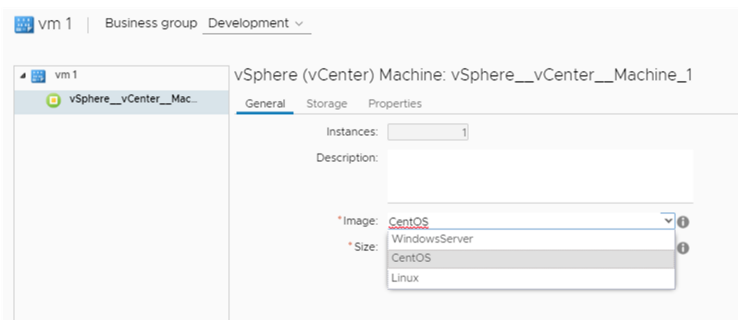 vm 1 | Business group Development
vm 1
vSphere__vCenter__Mac...
vSphere (vCenter) Machine: vSphere__vCenter__Machine_1
General Storage Properties
Instances: 1
Description:
*Image: CentOS
*Size:
WindowsServer
CentOS
Linux